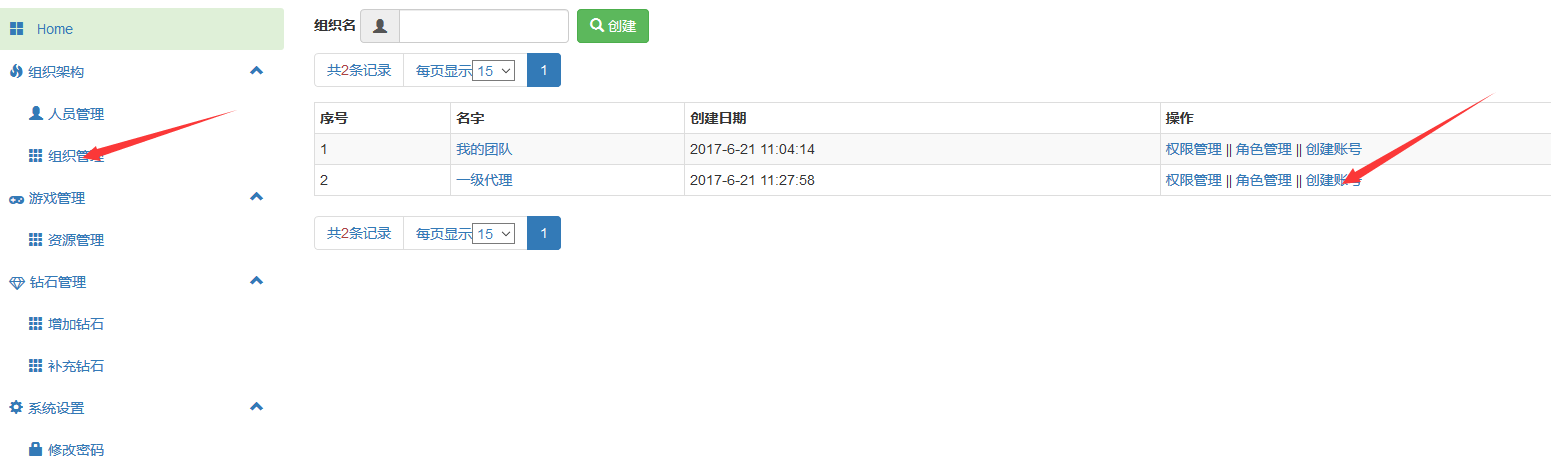 Home
组织架构
人员管理
组织管理
游戏管理
资源管理
钻石管理
增加钻石
补充钻石
系统设置
修改密码
组织名 创建
共2条记录 每页显示 15 1
序号 名字 创建日期 操作
1 我的团队 2017-6-21 11:04:14 权限管理 || 角色管理 || 创建账号
2 一级代理 2017-6-21 11:27:58 权限管理 || 角色管理 || 创建账号
共2条记录 每页显示 15 1